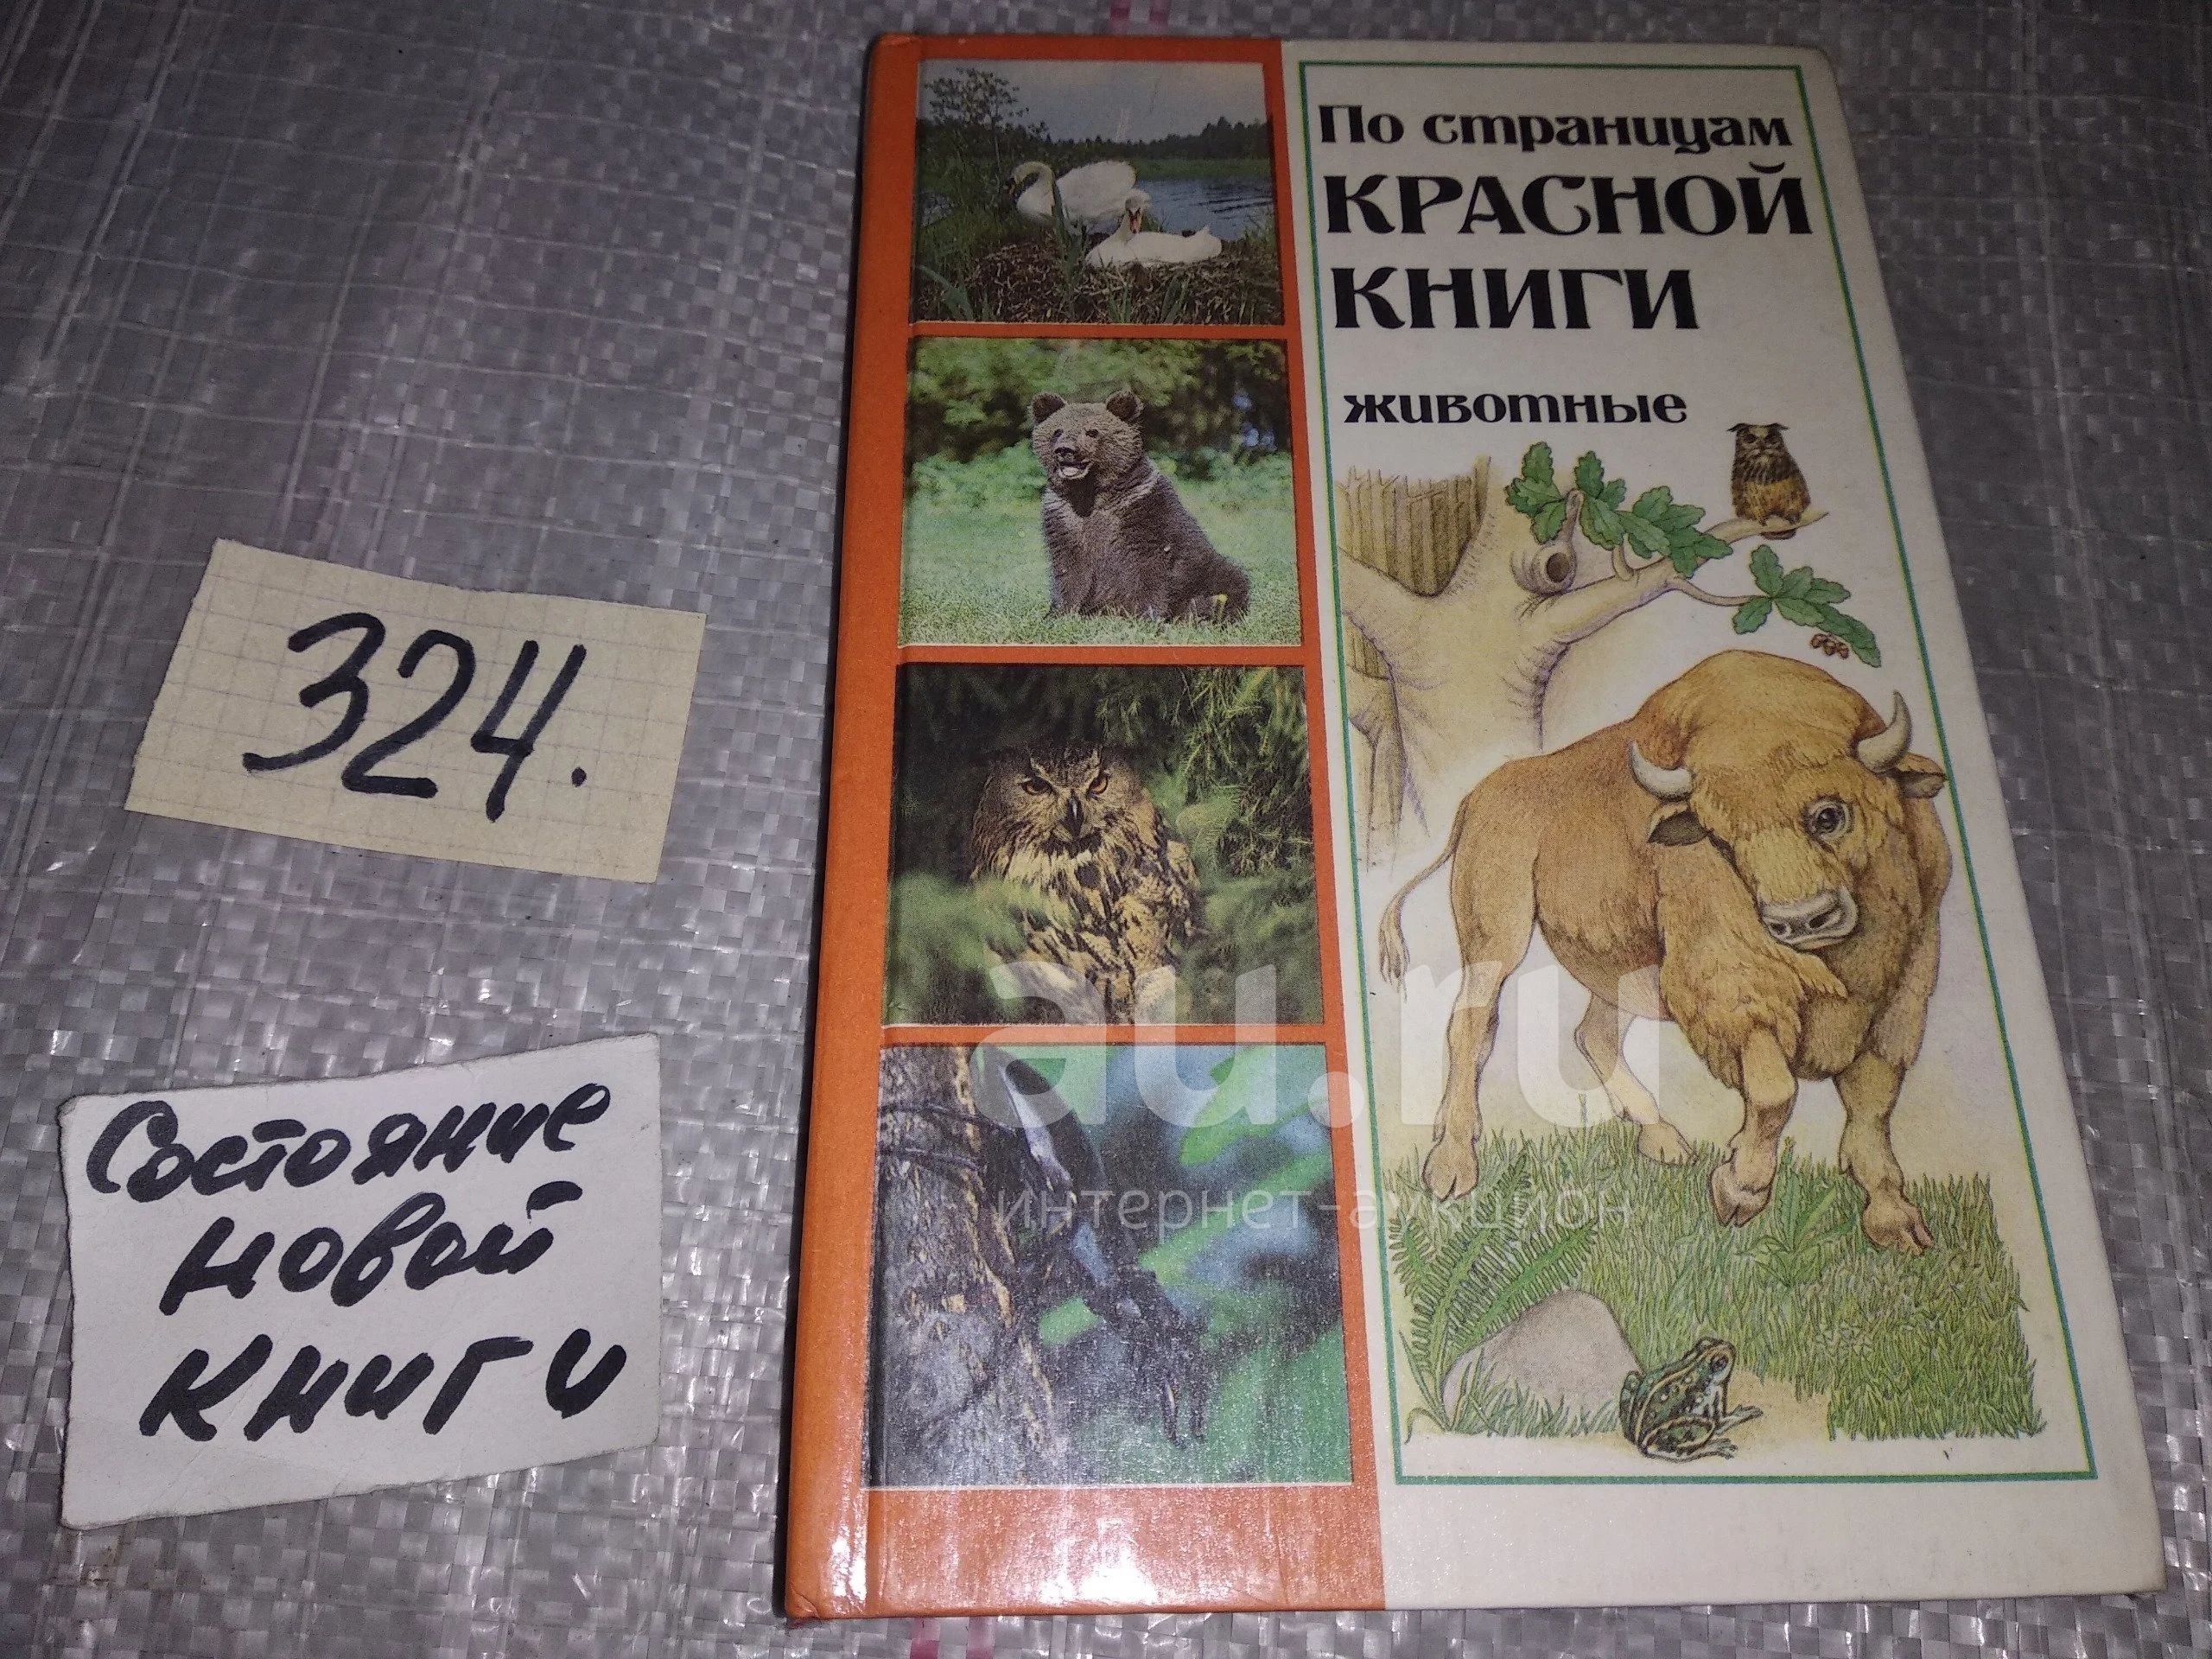 По страницам
КРАСНОЙ
КНИГИ
животные
324.
Состояние
новой
книги
au.ru
интернет-аукцион